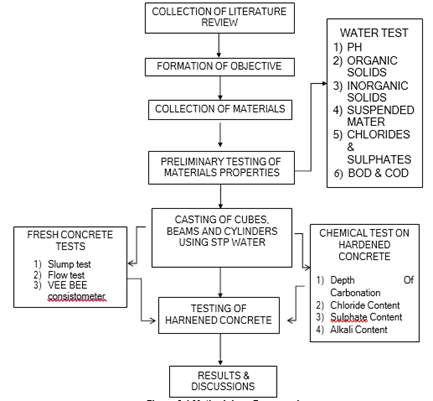 COLLECTION OF LITERATURE
REVIEW
FORMATION OF OBJECTIVE
COLLECTION OF MATERIALS
PRELIMINARY TESTING OF
MATERIALS PROPERTIES
WATER TEST
1) PH
2) ORGANIC
SOLIDS
3) INORGANIC
SOLIDS
4) SUSPENDED
MATER
5) CHLORIDES
&
SULPHATES
6) BOD & COD
CASTING OF CUBES,
BEAMS AND CYLINDERS
USING STP WATER
FRESH CONCRETE
TESTS
1) Slump test
2) Flow test
3) VEE BEE
consistometer
CHEMICAL TEST ON
HARDENED
CONCRETE
1) Depth Of
Carbonation
2) Chloride Content
3) Sulphate Content
4) Alkali Content
TESTING OF
HARNENED CONCRETE
RESULTS &
DISCUSSIONS